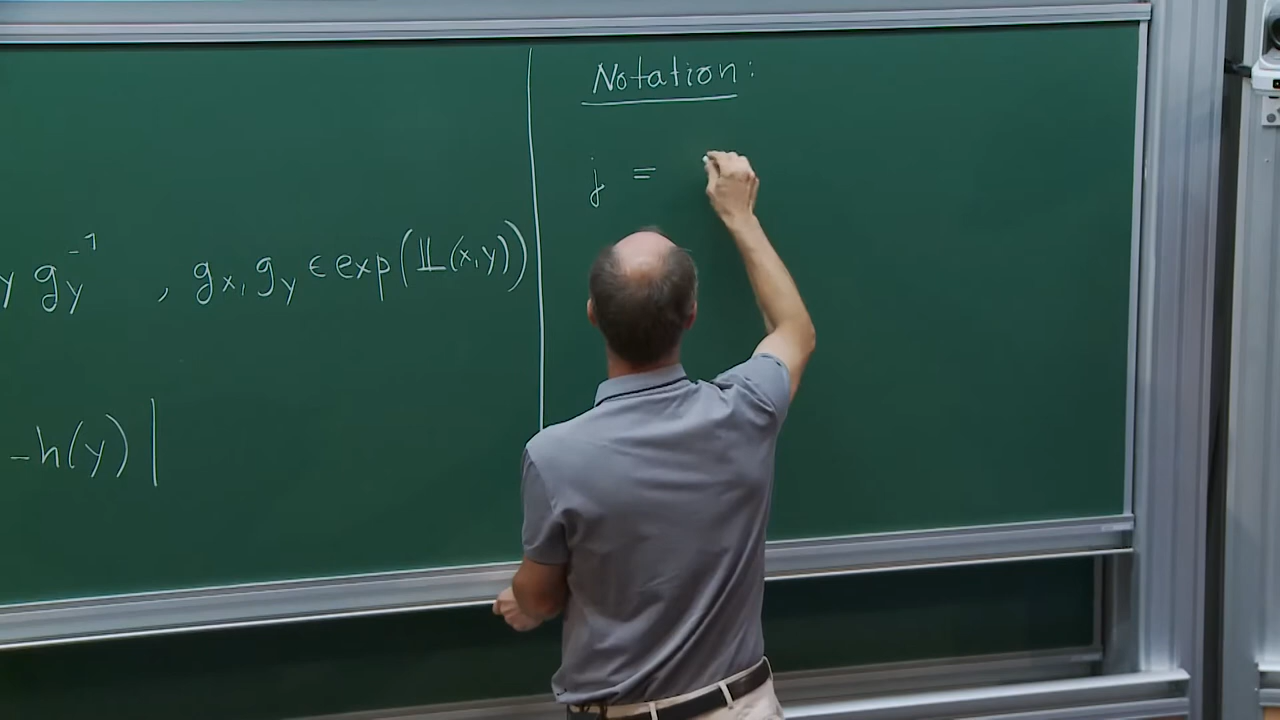 y g_y^{-1} , g_x, g_y ∈ exp(𝕃(x,y))
-h(y) |
Notation:
j =